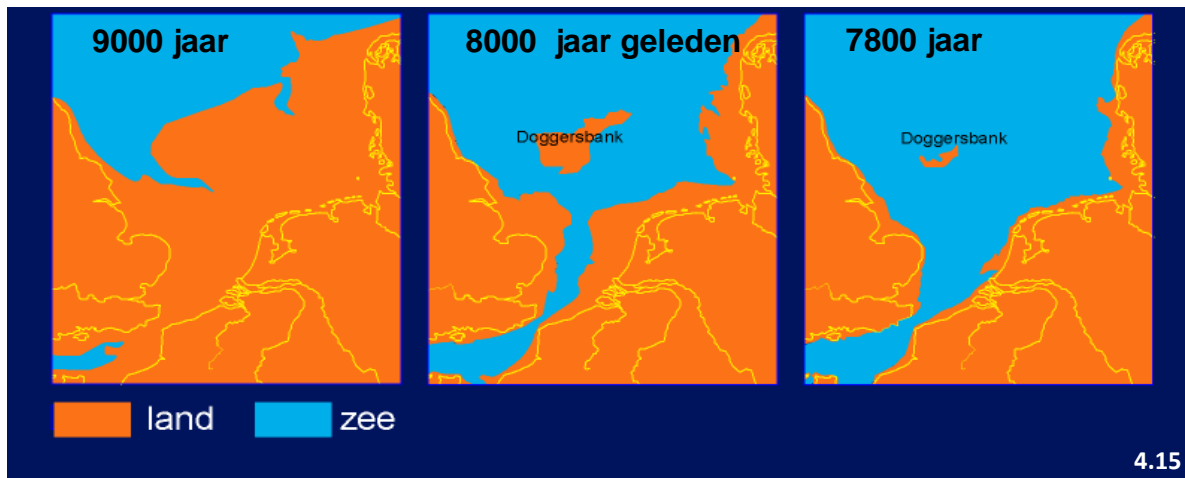 9000 jaar
8000 jaar geleden
7800 jaar
Doggersbank
Doggersbank
land
zee
4.15